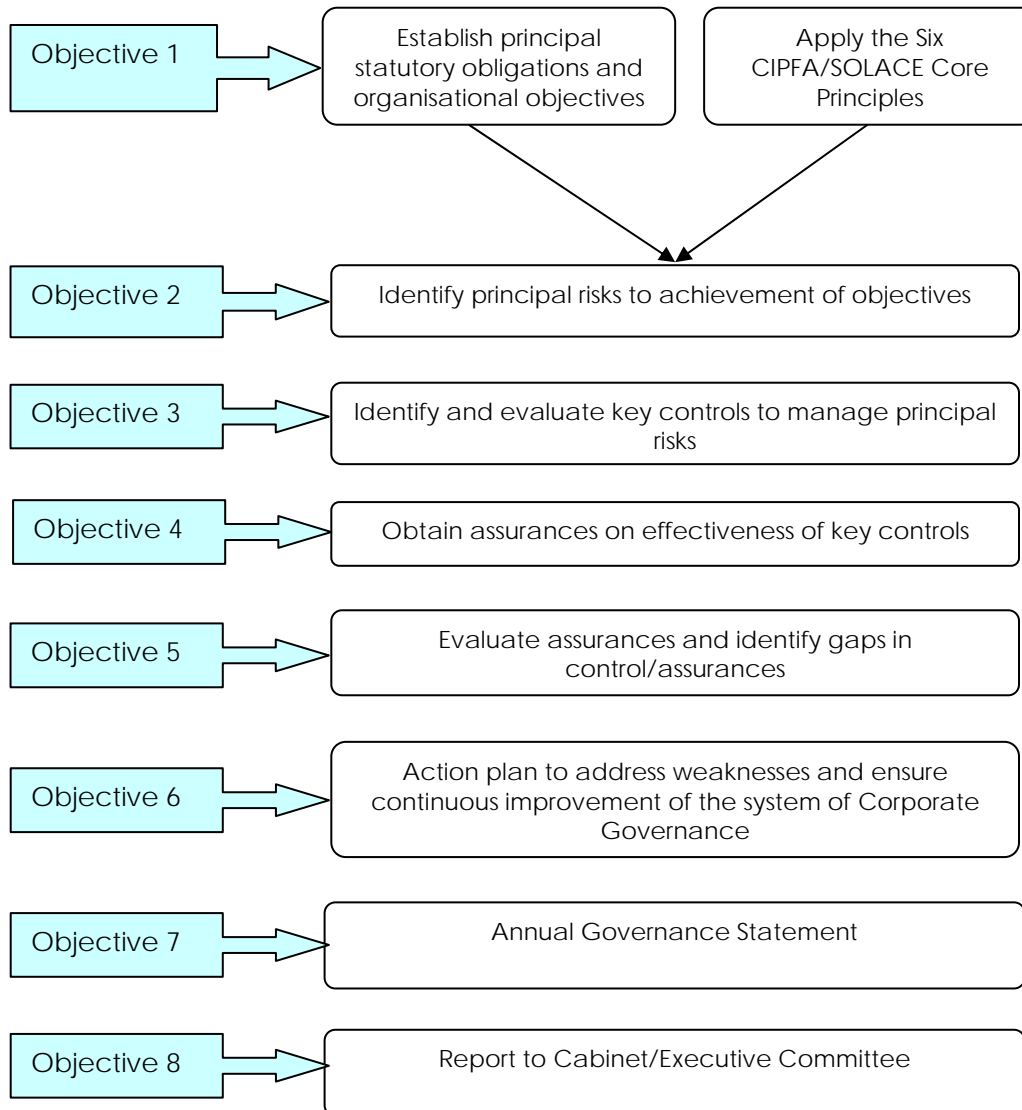 Objective 1
Establish principal
statutory obligations and
organisational objectives
Apply the Six
CIPFA/SOLACE Core
Principles
Objective 2
Identify principal risks to achievement of objectives
Objective 3
Identify and evaluate key controls to manage principal
risks
Objective 4
Obtain assurances on effectiveness of key controls
Objective 5
Evaluate assurances and identify gaps in
control/assurances
Objective 6
Action plan to address weaknesses and ensure
continuous improvement of the system of Corporate
Governance
Objective 7
Annual Governance Statement
Objective 8
Report to Cabinet/Executive Committee